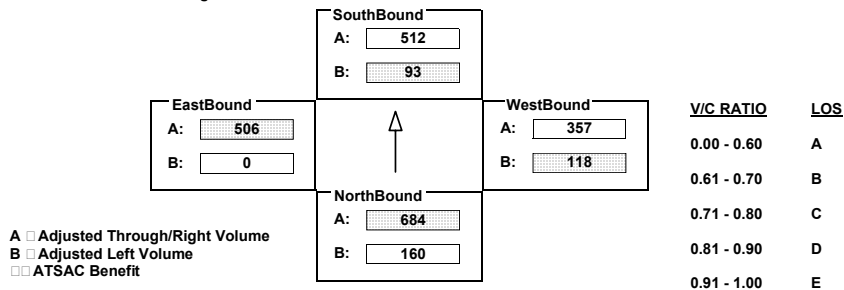 SouthBound
A: 512
B: 93
EastBound
A: 506
B: 0
WestBound
A: 357
B: 118
NorthBound
A: 684
B: 160
A □ Adjusted Through/Right Volume
B □ Adjusted Left Volume
□□ ATSAC Benefit
V/C RATIO LOS
0.00 - 0.60 A
0.61 - 0.70 B
0.71 - 0.80 C
0.81 - 0.90 D
0.91 - 1.00 E